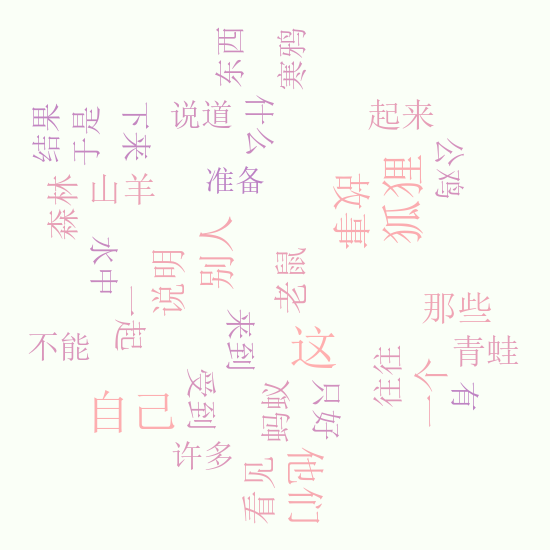 东西
寒鸦
结果
于是
下来
说道
什么
起来
公鸡
准备
狐狸
故事
山羊
森林
水中
说明
别人
老鼠
一起
来到
那些
不能
这
青蛙
往往
一个
有
自己
受到
蚂蚁
只好
许多
看见
他们